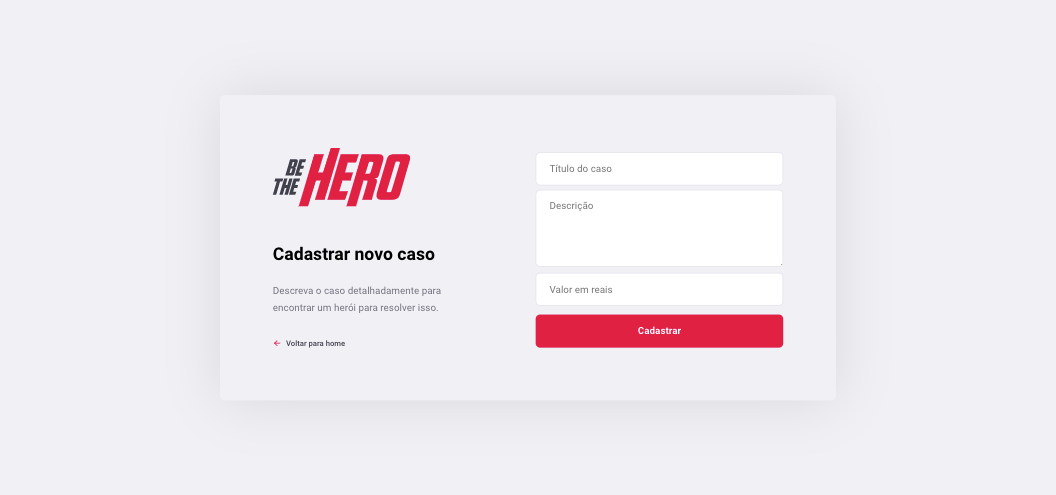 BE
THE HERO
Cadastrar novo caso
Descreva o caso detalhadamente para
encontrar um herói para resolver isso.
← Voltar para home
Título do caso
Descrição
Valor em reais
Cadastrar